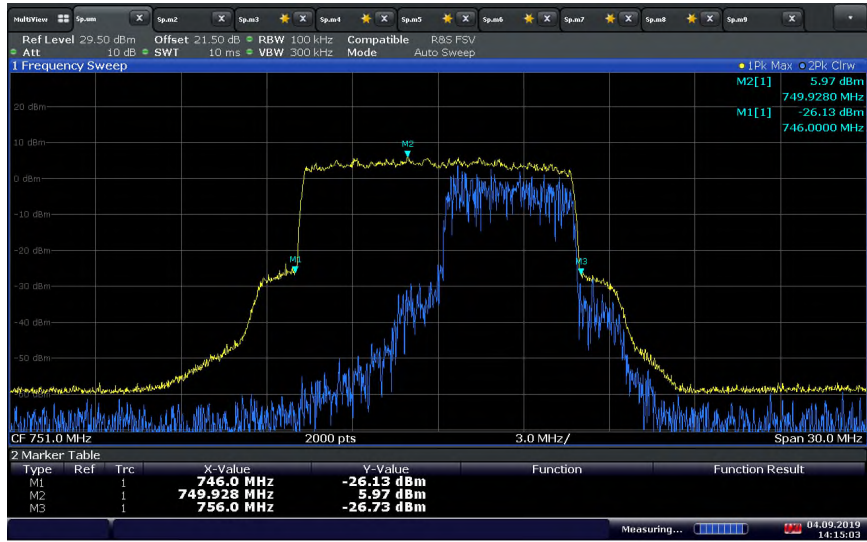 MultiView Sp.um X Sp.m2 X Sp.m3 X Sp.m4 X Sp.m5 X Sp.m6 X Sp.m7 X Sp.m8 X Sp.m9 X
Ref Level 29.50 dBm Offset 21.50 dB RBW 100 kHz Compatible R&S FSV
Att 10 dB SWT 10 ms VBW 300 kHz Mode Auto Sweep
1 Frequency Sweep 1Pk Max 2Pk Clrw
M2[1] 5.97 dBm
749.9280 MHz
M1[1] -26.13 dBm
746.0000 MHz
20 dBm
10 dBm
M2
0 dBm
-10 dBm
-20 dBm
M1
M3
-30 dBm
-40 dBm
-50 dBm
-60 dBm
CF 751.0 MHz 2000 pts 3.0 MHz/ Span 30.0 MHz
2 Marker Table
Type Ref Trc X-Value Y-Value Function Function Result
M1 1 746.0 MHz -26.13 dBm
M2 1 749.928 MHz 5.97 dBm
M3 1 756.0 MHz -26.73 dBm
Measuring... 04.09.2019
14:15:03